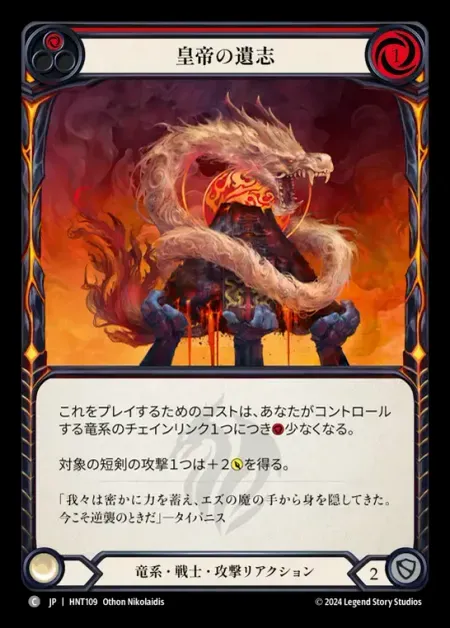 皇帝の遺志
1
これをプレイするためのコストは、あなたがコントロール
する竜系のチェインリンク1つにつき少なくなる。
対象の短剣の攻撃1つは＋2を得る。
「我々は密かに力を蓄え、エズの魔の手から身を隠してきた。
今こそ逆襲のときだ」―タイパニス
竜系・戦士・攻撃リアクション
2
C JP | HNT109 Othon Nikolaidis
© 2024 Legend Story Studios